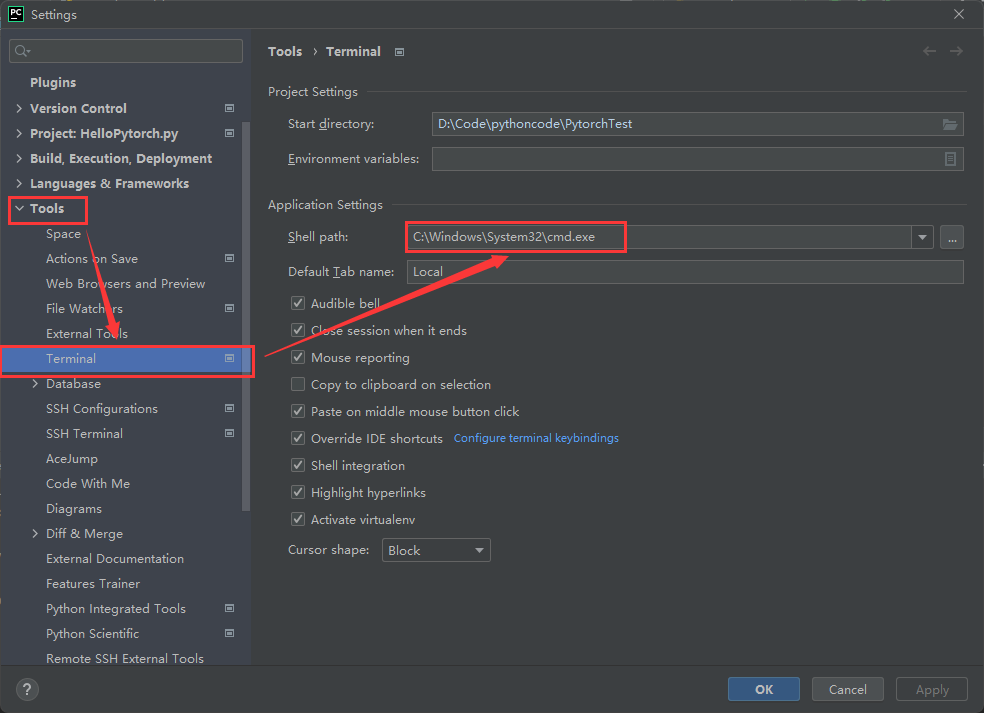 PC
Settings
Plugins
Version Control
Project: HelloPytorch.py
Build, Execution, Deployment
Languages & Frameworks
Tools
Space
Actions on Save
Web Browsers and Preview
File Watchers
External Tools
Terminal
Database
SSH Configurations
SSH Terminal
AceJump
Code With Me
Diagrams
Diff & Merge
External Documentation
Features Trainer
Python Integrated Tools
Python Scientific
Remote SSH External Tools
Tools › Terminal
Project Settings
Start directory: D:\Code\pythoncode\PytorchTest
Environment variables:
Application Settings
Shell path: C:\Windows\System32\cmd.exe ...
Default Tab name: Local
Audible bell
Close session when it ends
Mouse reporting
Copy to clipboard on selection
Paste on middle mouse button click
Override IDE shortcuts Configure terminal keybindings
Shell integration
Highlight hyperlinks
Activate virtualenv
Cursor shape: Block
? OK Cancel Apply